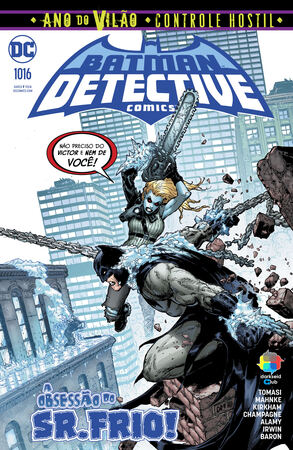 ANO DO VILÃO • CONTROLE HOSTIL
DC
1016
BATMAN
DETECTIVE
COMICS
NÃO PRECISO DO
VICTOR E NEM DE
VOCÊ!
A
OBSESSÃO DO
SR. FRIO!
darkseid
Club
TOMASI
MAHNKE
KIRKHAM
CHAMPAGNE
ALAMY
IRWIN
BARON